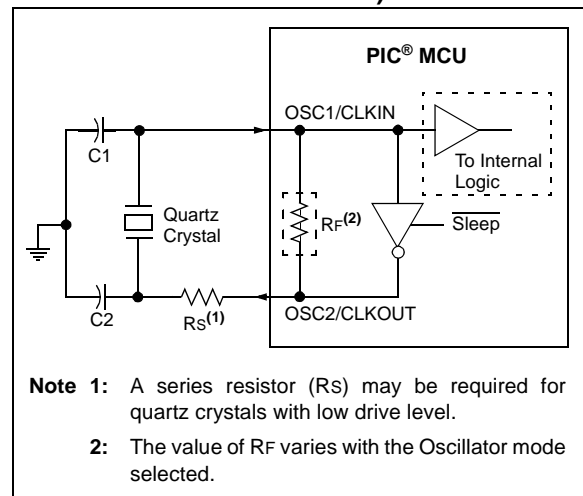 PIC® MCU
OSC1/CLKIN
C1
To Internal
Logic
Quartz
Crystal
RF(2)
Sleep
C2
RS(1)
OSC2/CLKOUT
Note 1: A series resistor (RS) may be required for
quartz crystals with low drive level.
2: The value of RF varies with the Oscillator mode
selected.